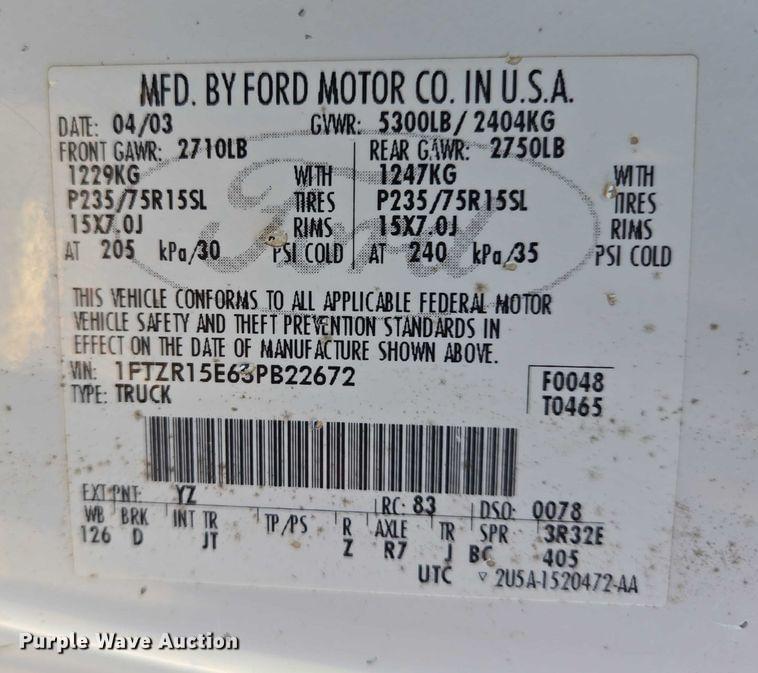 MFD. BY FORD MOTOR CO. IN U.S.A.
DATE: 04/03 GVWR: 5300LB/ 2404KG
FRONT GAWR: 2710LB REAR GAWR: 2750LB
1229KG WITH 1247KG WITH
P235/75R15SL TIRES P235/75R15SL TIRES
15X7.0J RIMS 15X7.0J RIMS
AT 205 kPa/30 PSI COLD AT 240 kPa/35 PSI COLD
Ford
THIS VEHICLE CONFORMS TO ALL APPLICABLE FEDERAL MOTOR
VEHICLE SAFETY AND THEFT PREVENTION STANDARDS IN
EFFECT ON THE DATE OF MANUFACTURE SHOWN ABOVE.
VIN: 1FTZR15E63PB22672 F0048
TYPE: TRUCK T0465
EXT PNT: YZ RC: 83 DSO: 0078
WB BRK INT TR TP/PS R AXLE TR SPR 3R32E
126 D JT Z R7 J BC 405
UTC ▽ 2U5A-1520472-AA
Purple Wave Auction